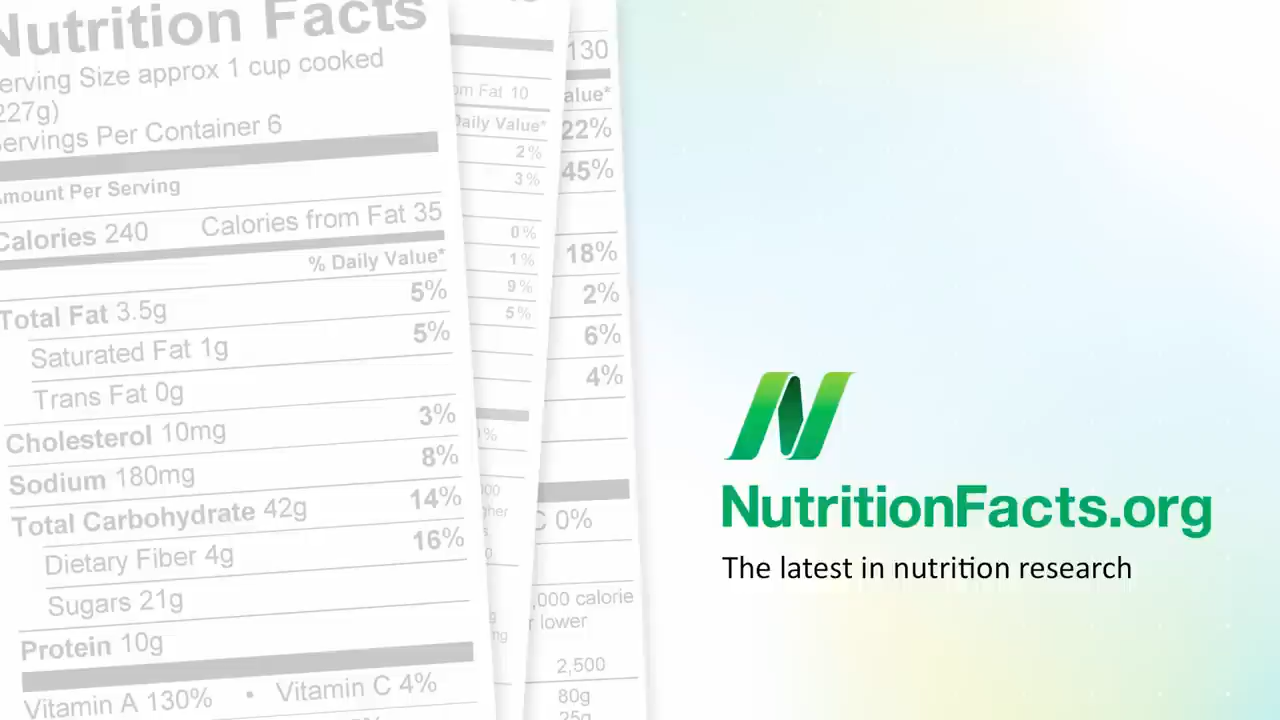 Nutrition Facts
erving Size approx 1 cup cooked
227g)
ervings Per Container 6
Amount Per Serving
Calories 240 Calories from Fat 35
% Daily Value*
Total Fat 3.5g 5%
Saturated Fat 1g 5%
Trans Fat 0g
Cholesterol 10mg 3%
Sodium 180mg 8%
Total Carbohydrate 42g 14%
Dietary Fiber 4g 16%
Sugars 21g
Protein 10g
Vitamin A 130% • Vitamin C 4%
om Fat 10
Daily Value*
2%
3%
0%
1%
9%
5%
130
alue*
22%
45%
18%
2%
6%
4%
C 0%
,000 calorie
r lower
2,500
80g
25g
NutritionFacts.org
The latest in nutrition research